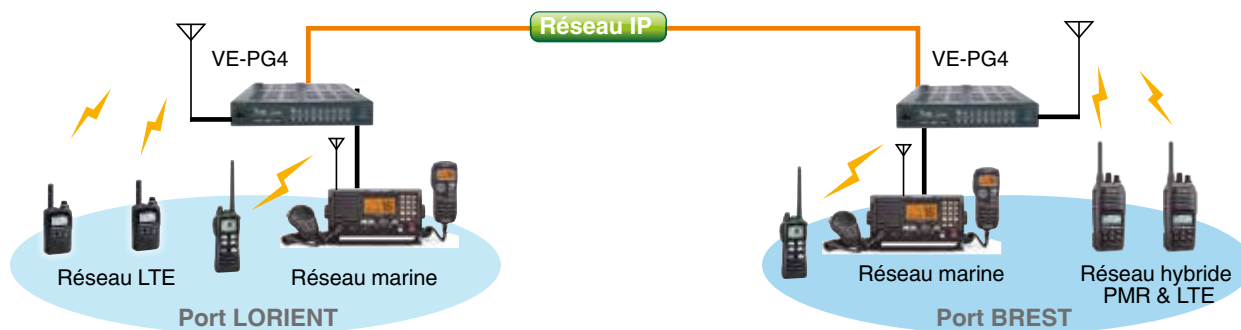 Réseau IP
VE-PG4
VE-PG4
Réseau LTE
Réseau marine
Réseau marine
Réseau hybride
PMR & LTE
Port LORIENT
Port BREST